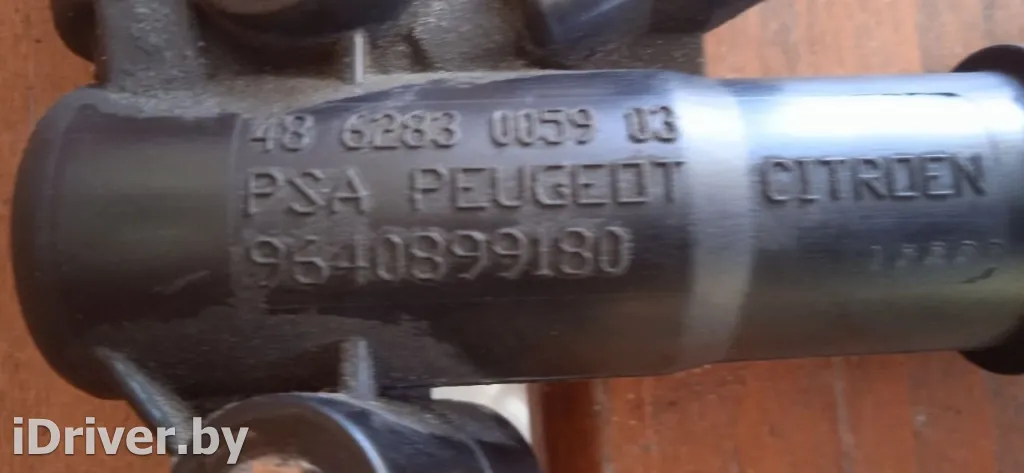 48 6283 0059 03
PSA PEUGEOT CITROEN
9640899180
iDriver.by